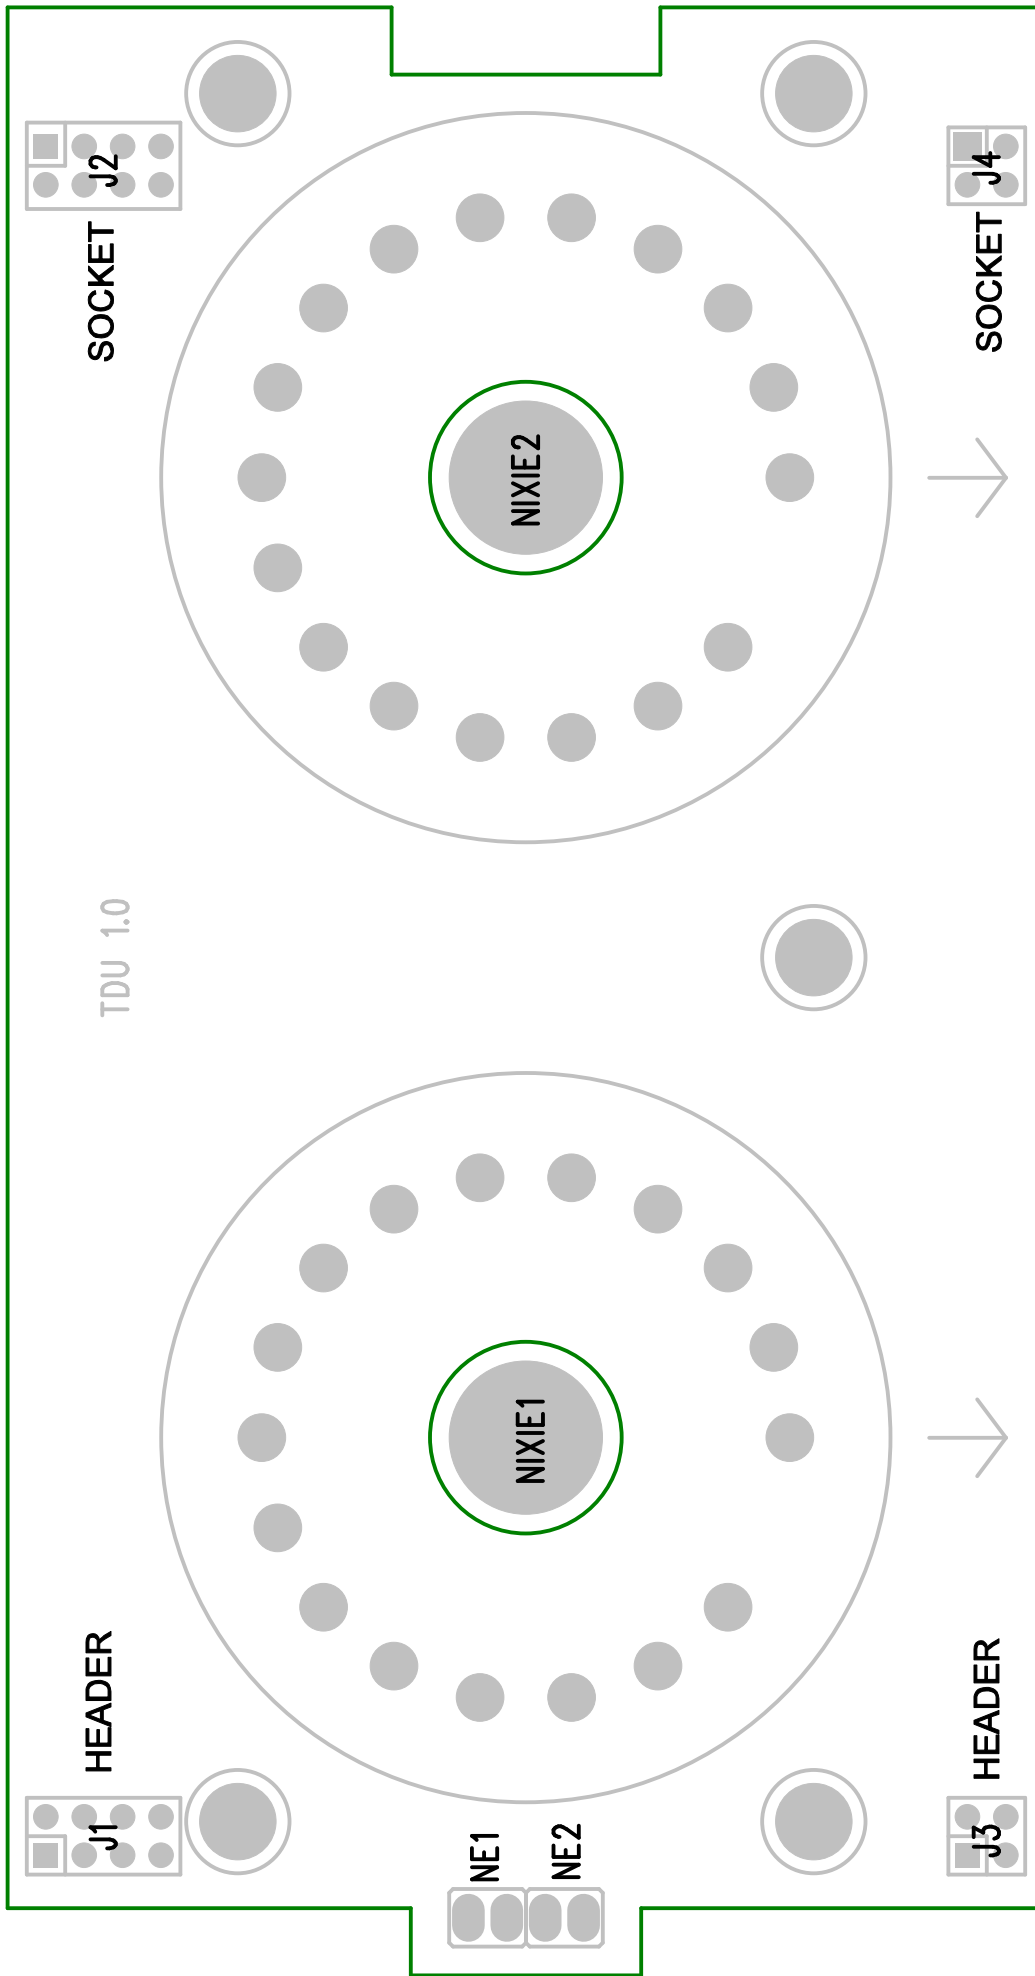 J2
J4
SOCKET
SOCKET
NIXIE2
TDU 1.0
NIXIE1
HEADER
HEADER
J1
J3
NE1
NE2